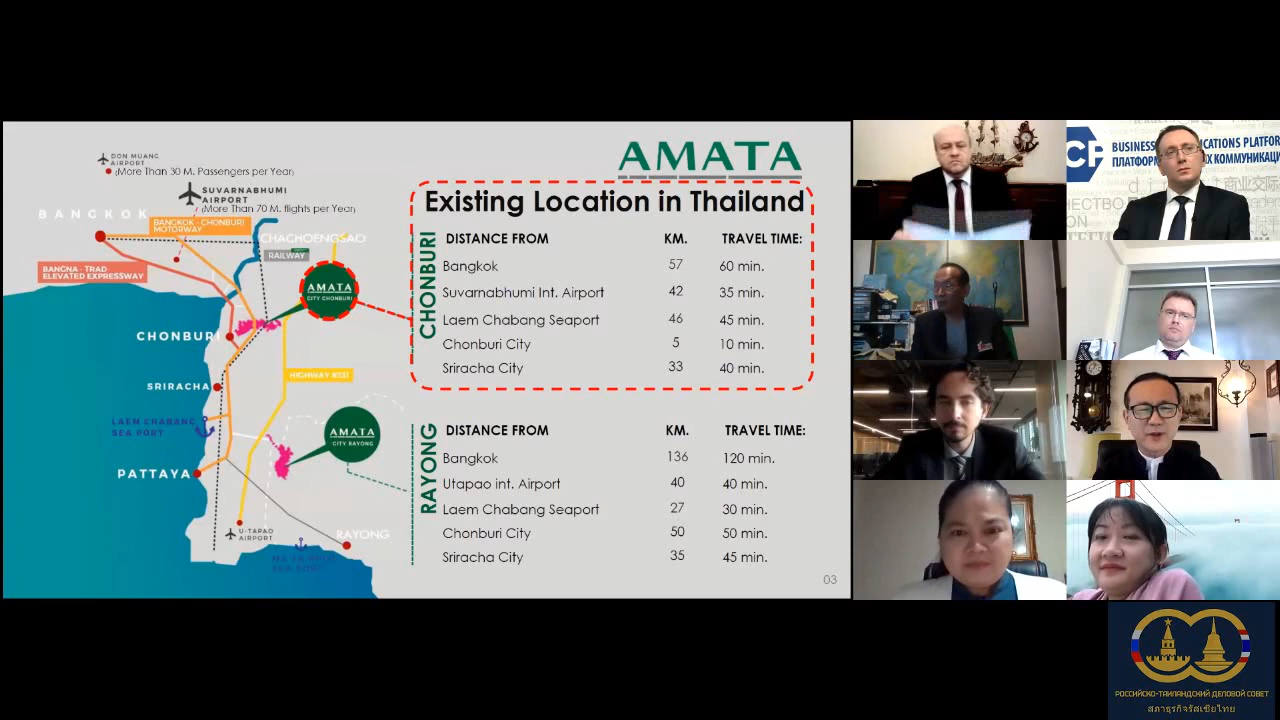 DON MUANG
AIRPORT
(More Than 30 M. Passengers per Year)
SUVARNABHUMI
AIRPORT
(More Than 70 M. flights per Year)
BANGKOK
BANGKOK - CHONBURI
MOTORWAY
CHACHOENGSAO
RAILWAY
BANGNA - TRAD
ELEVATED EXPRESSWAY
AMATA
CITY CHONBURI
CHONBURI
HIGHWAY #331
SRIRACHA
LAEM CHABANG
SEA PORT
AMATA
CITY RAYONG
PATTAYA
U-TAPAO
AIRPORT
RAYONG
SEA PORT
AMATA
Existing Location in Thailand
CHONBURI
DISTANCE FROM KM. TRAVEL TIME:
Bangkok 57 60 min.
Suvarnabhumi Int. Airport 42 35 min.
Laem Chabang Seaport 46 45 min.
Chonburi City 5 10 min.
Sriracha City 33 40 min.
RAYONG
DISTANCE FROM KM. TRAVEL TIME:
Bangkok 136 120 min.
Utapao int. Airport 40 40 min.
Laem Chabang Seaport 27 30 min.
Chonburi City 50 50 min.
Sriracha City 35 45 min.
03
CP
BUSINESS ICATIONS PLATFOR
ПЛАТФОРМ Х КОММУНИКАЦИ
РОССИЙСКО-ТАИЛАНДСКИЙ ДЕЛОВОЙ СОВЕТ
สภาธุรกิจรัสเซียไทย